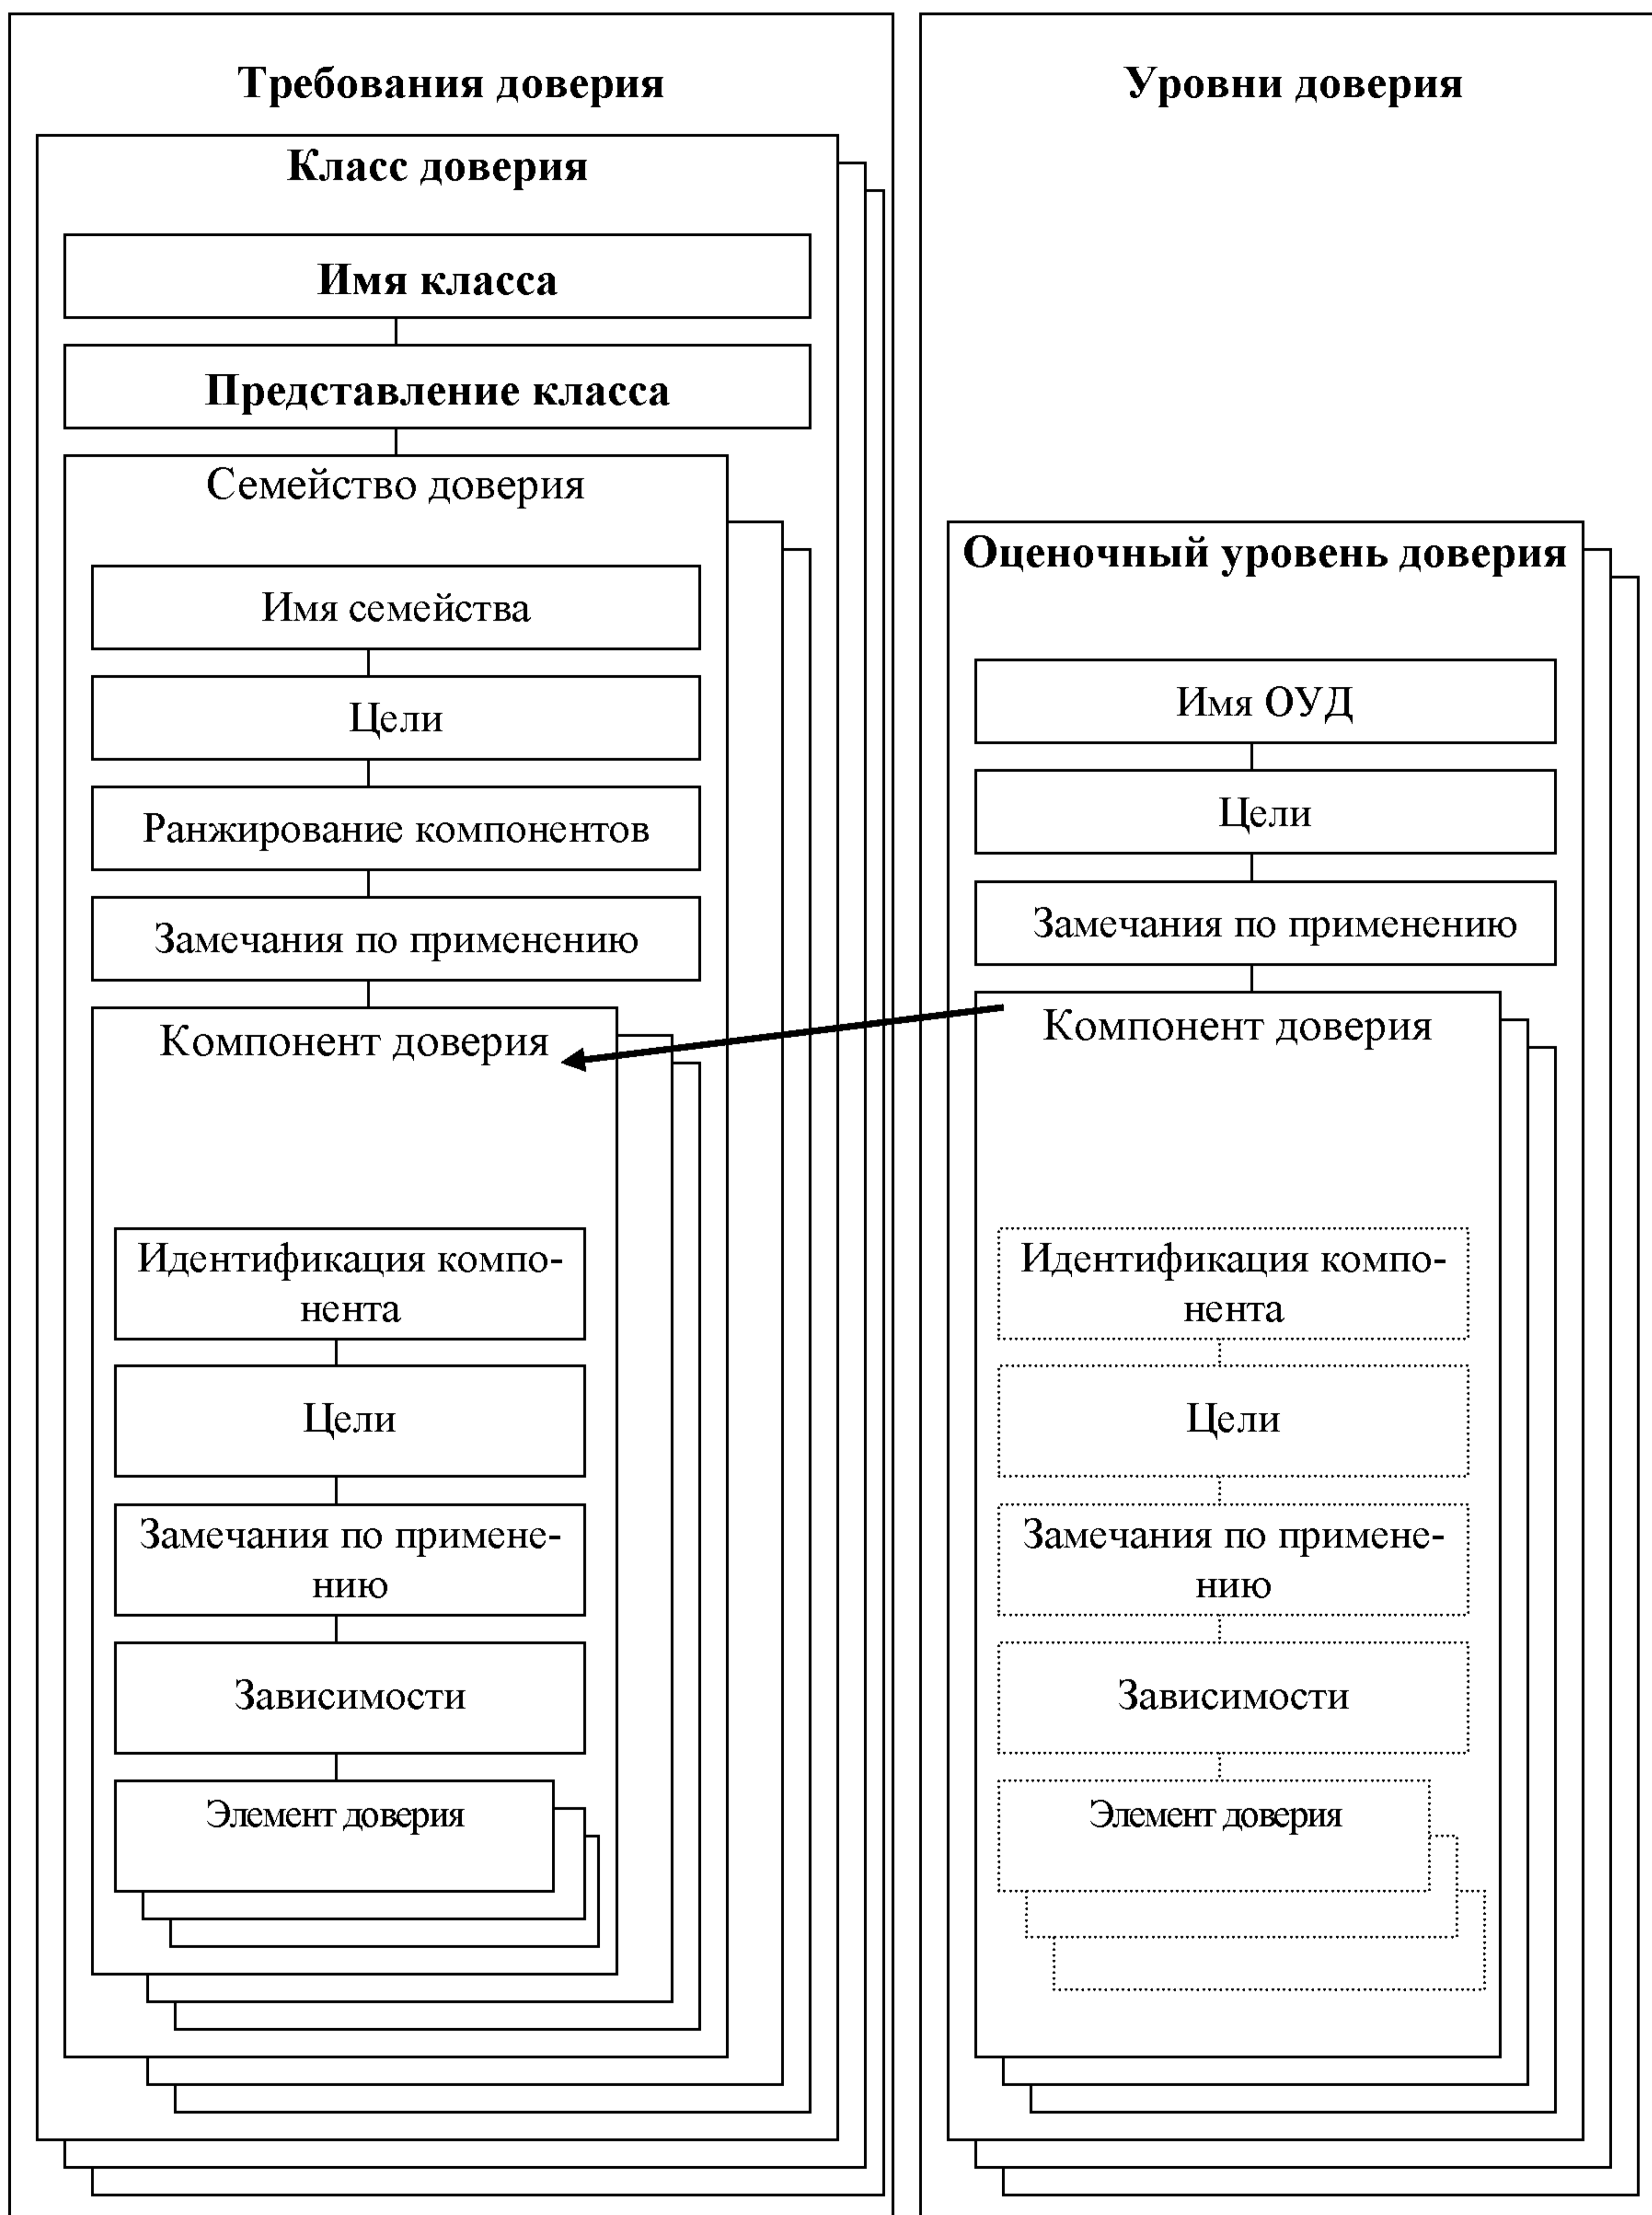 Требования доверия
Класс доверия
Имя класса
Представление класса
Семейство доверия
Имя семейства
Цели
Ранжирование компонентов
Замечания по применению
Компонент доверия
Идентификация компо-
нента
Цели
Замечания по примене-
нию
Зависимости
Элемент доверия
Уровни доверия
Оценочный уровень доверия
Имя ОУД
Цели
Замечания по применению
Компонент доверия
Идентификация компо-
нента
Цели
Замечания по примене-
нию
Зависимости
Элемент доверия